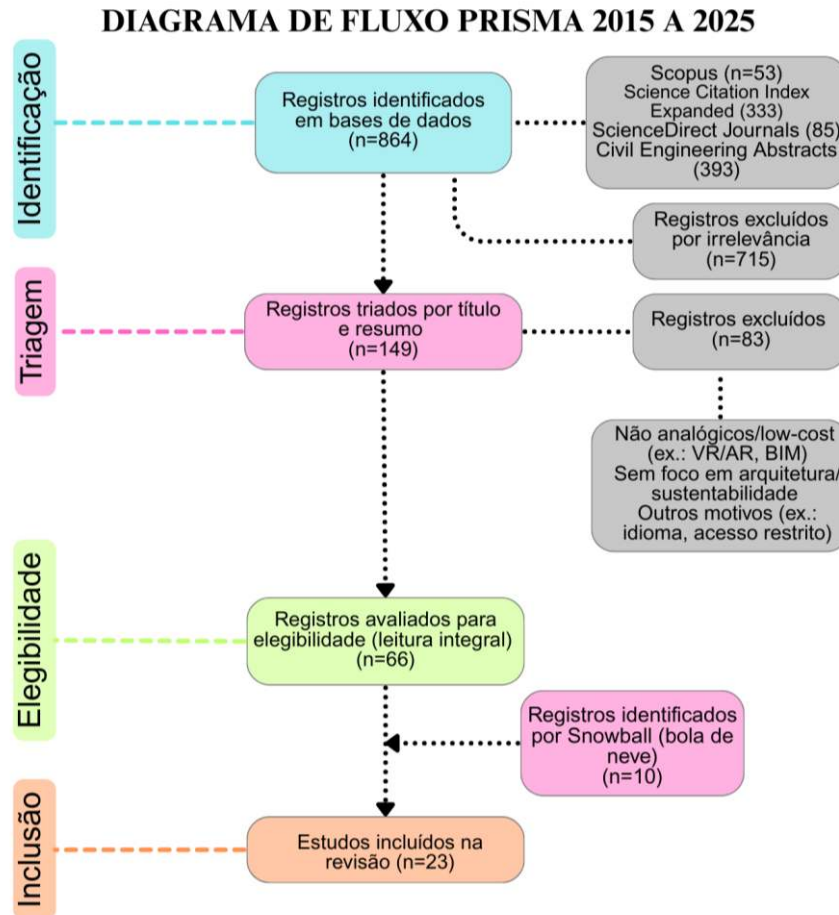 DIAGRAMA DE FLUXO PRISMA 2015 A 2025
Identificação
Registros identificados
em bases de dados
(n=864)
Scopus (n=53)
Science Citation Index
Expanded (333)
ScienceDirect Journals (85)
Civil Engineering Abstracts
(393)
Registros excluídos
por irrelevância
(n=715)
Triagem
Registros triados por título
e resumo
(n=149)
Registros excluídos
(n=83)
Não analógicos/low-cost
(ex.: VR/AR, BIM)
Sem foco em arquitetura/
sustentabilidade
Outros motivos (ex.:
idioma, acesso restrito)
Elegibilidade
Registros avaliados para
elegibilidade (leitura integral)
(n=66)
Registros identificados
por Snowball (bola de
neve)
(n=10)
Inclusão
Estudos incluídos na
revisão (n=23)